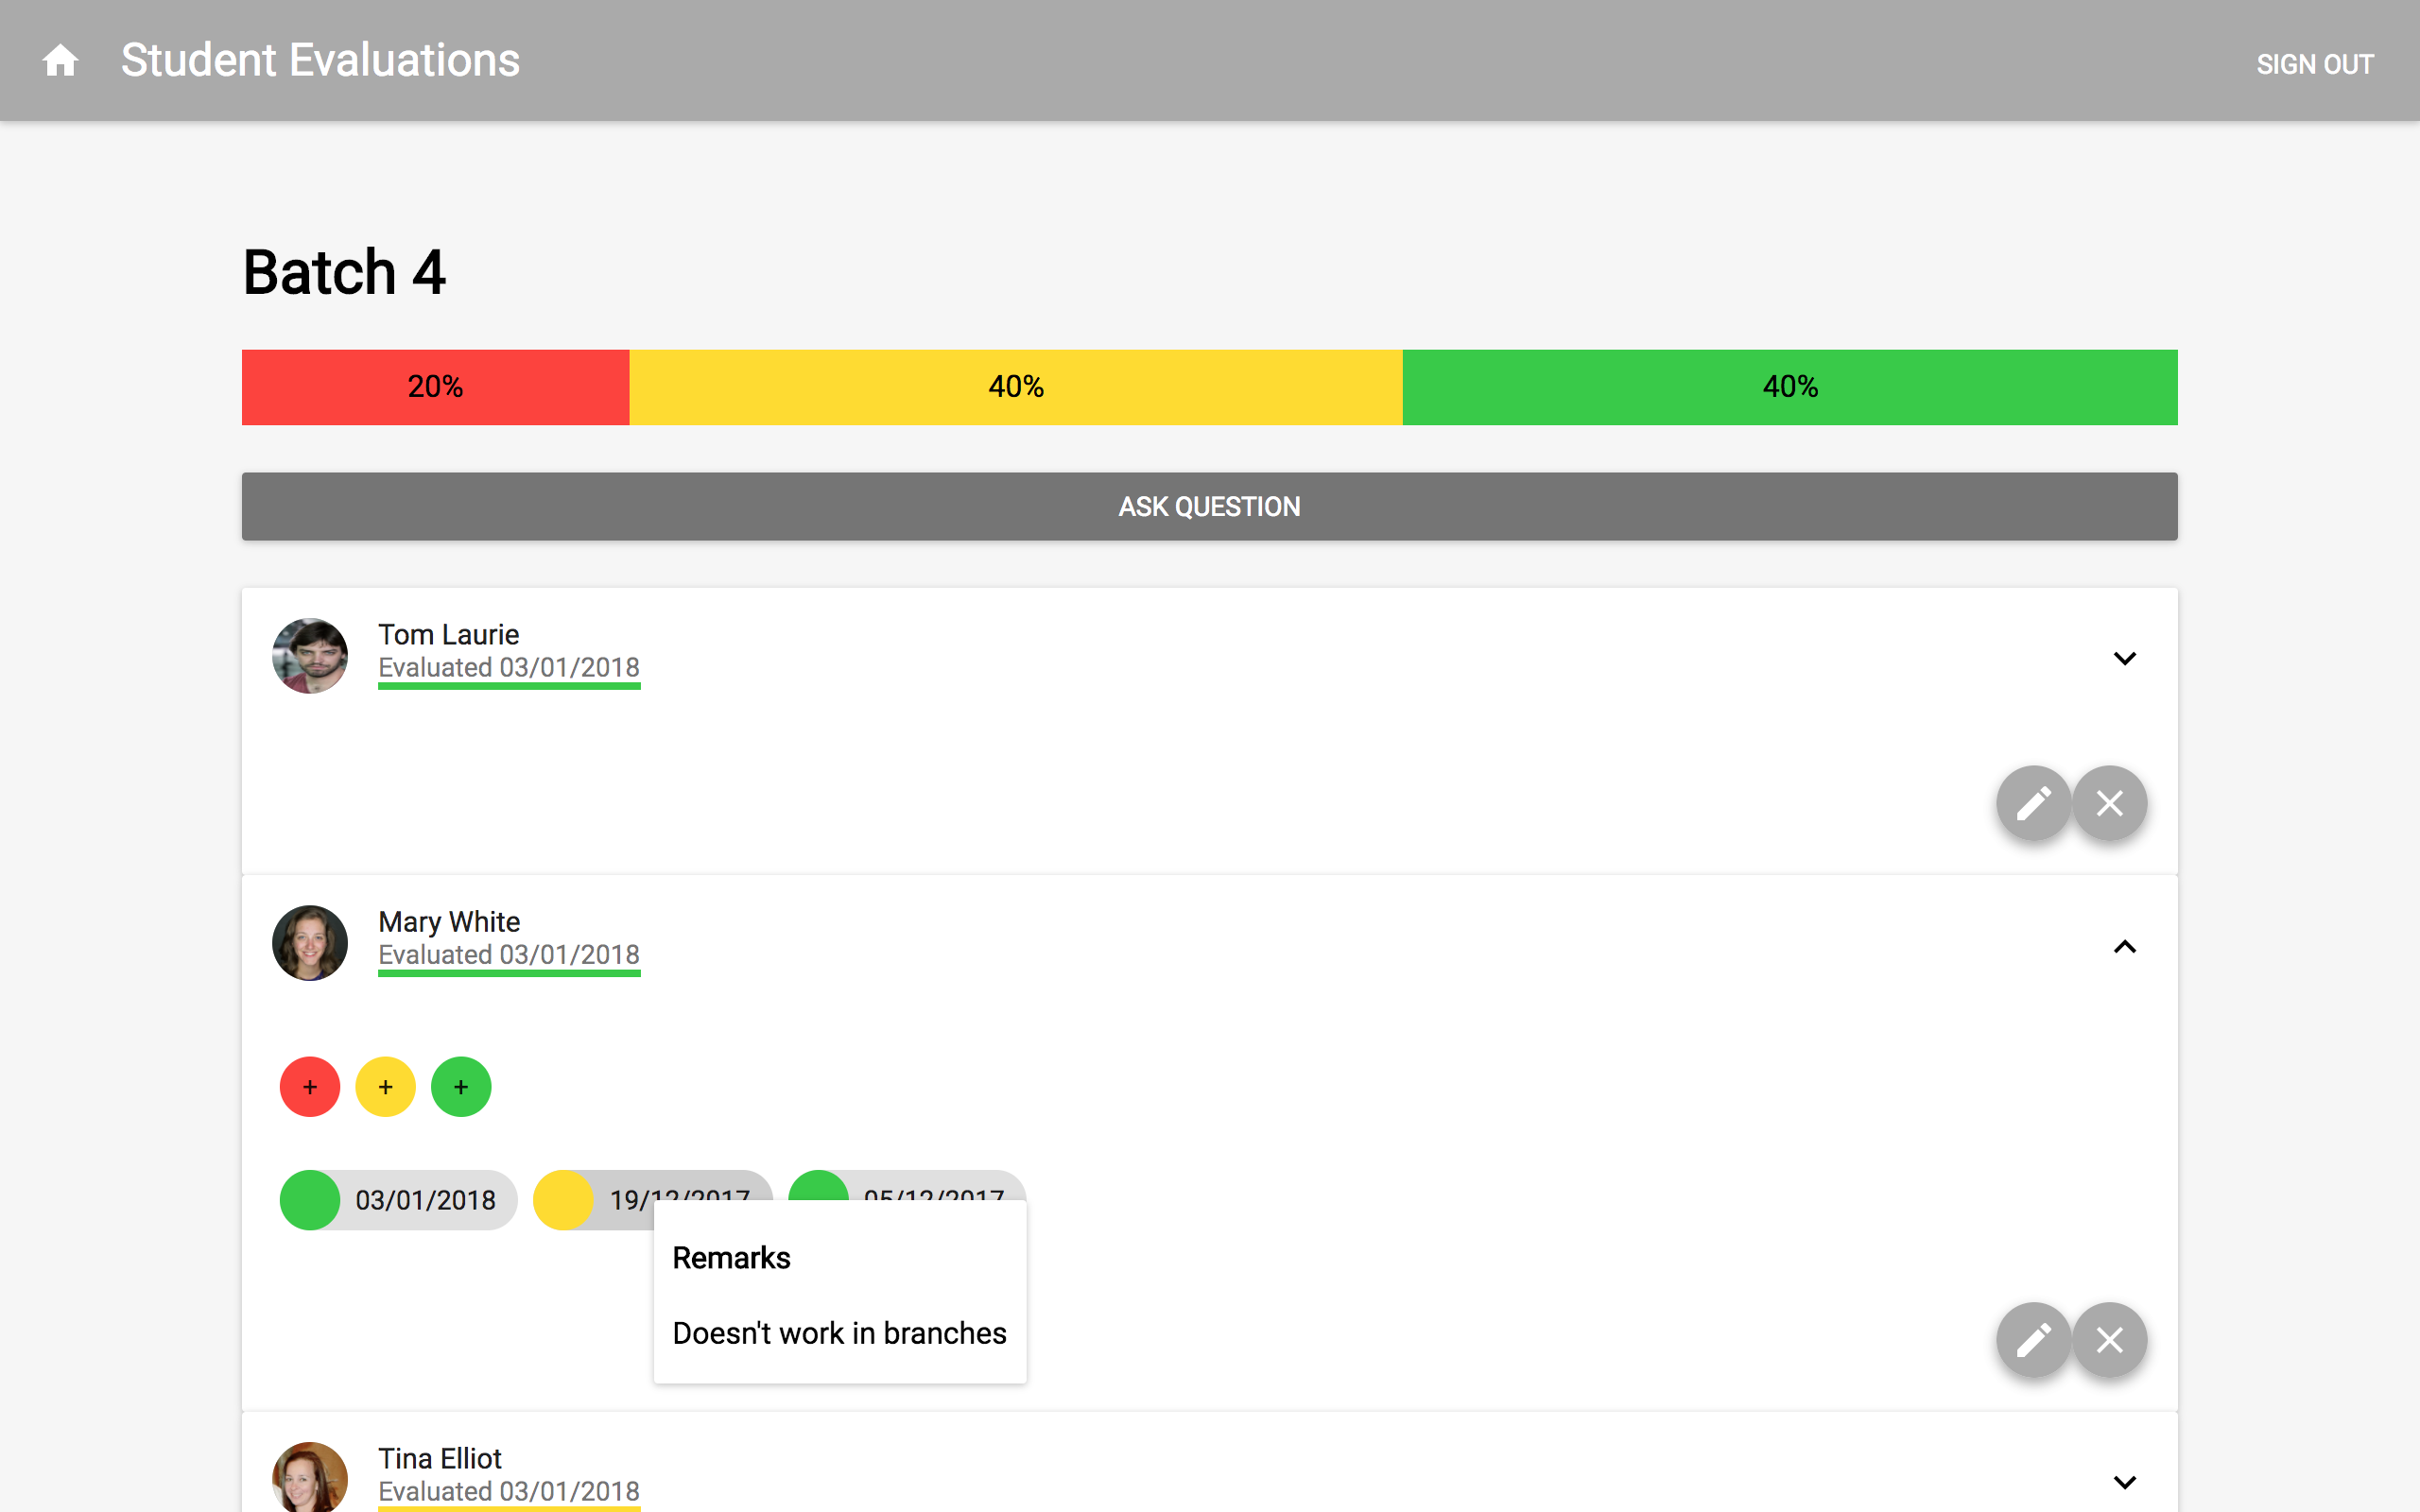 Student Evaluations
SIGN OUT
Batch 4
20% 40% 40%
ASK QUESTION
Tom Laurie
Evaluated 03/01/2018
Mary White
Evaluated 03/01/2018
+ + +
03/01/2018 19/12/2017 05/12/2017
Remarks
Doesn't work in branches
Tina Elliot
Evaluated 03/01/2018